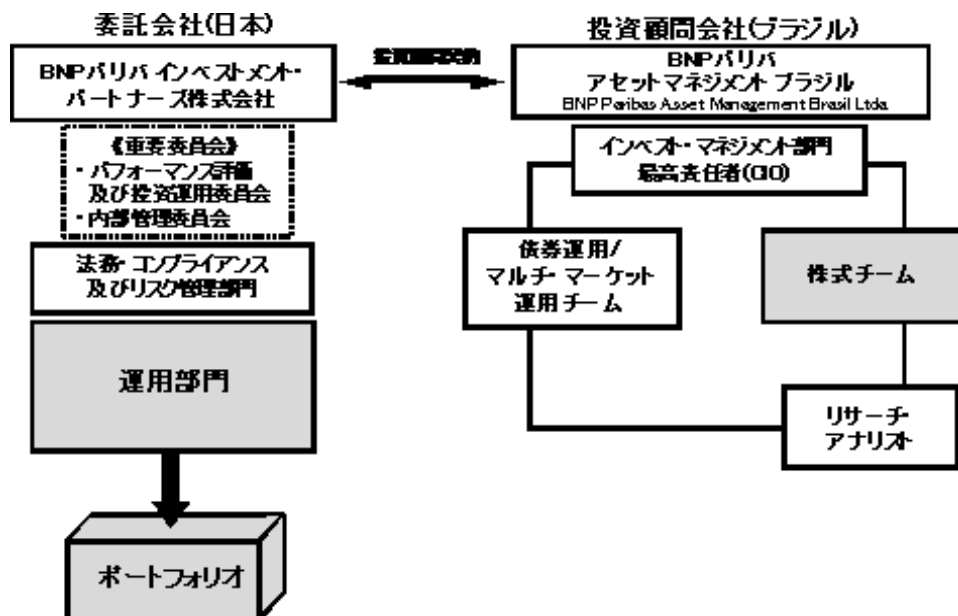 委託会社(日本)
BNPパリバ インベストメント・
パートナーズ株式会社
《重要委員会》
・パフォーマンス評価
及び投資運用委員会
・内部管理委員会
法務・コンプライアンス
及びリスク管理部門
運用部門
ポートフォリオ
投資顧問会社(ブラジル)
BNPパリバ
アセットマネジメント ブラジル
BNP Paribas Asset Management Brasil Ltda
インベスト・マネジメント部門
最高責任者(CIO)
債券運用/
マルチ・マーケット
運用チーム
株式チーム
リサーチ・
アナリスト